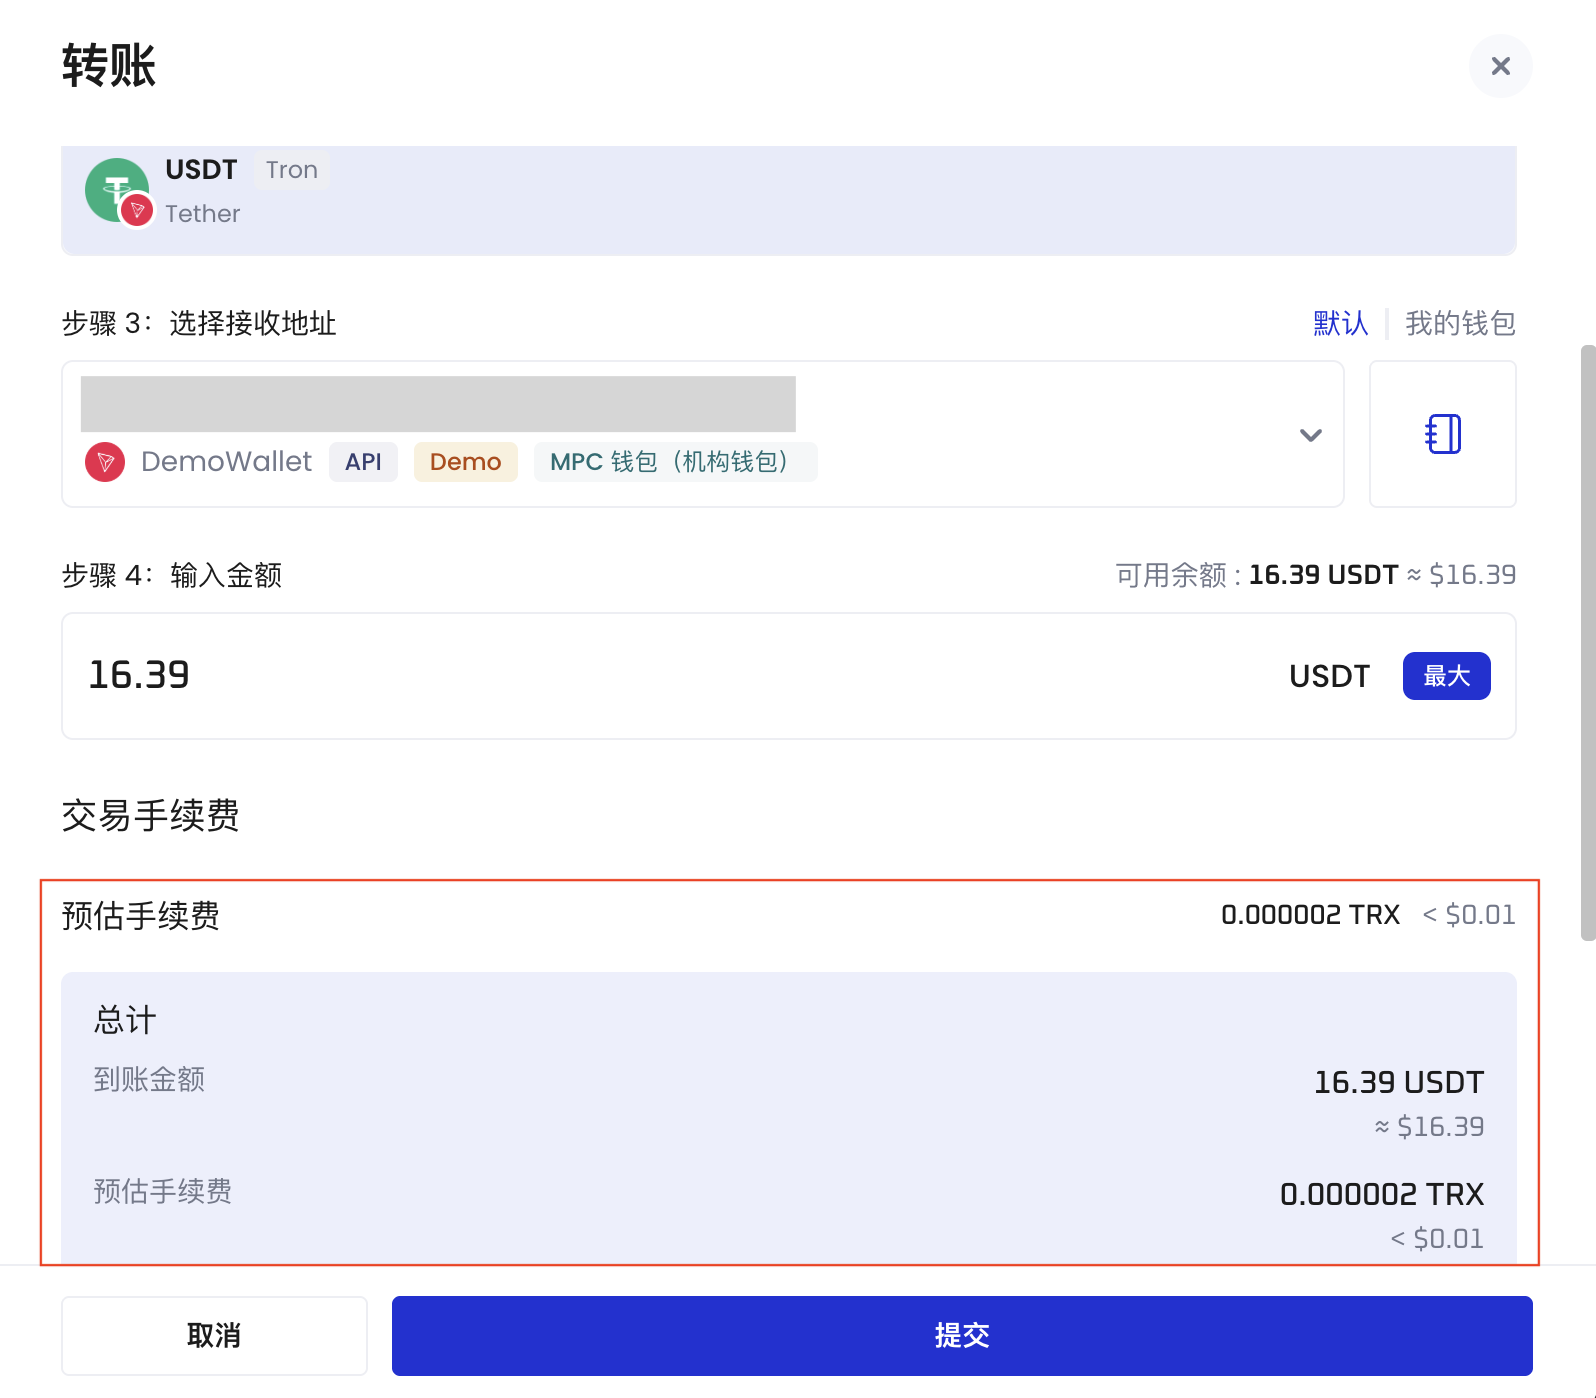 转账
USDT Tron
Tether
步骤 3：选择接收地址 默认 我的钱包
DemoWallet API Demo MPC 钱包（机构钱包）
步骤 4：输入金额 可用余额 : 16.39 USDT ≈ $16.39
16.39 USDT 最大
交易手续费
预估手续费 0.000002 TRX < $0.01
总计
到账金额 16.39 USDT
≈ $16.39
预估手续费 0.000002 TRX
< $0.01
取消 提交